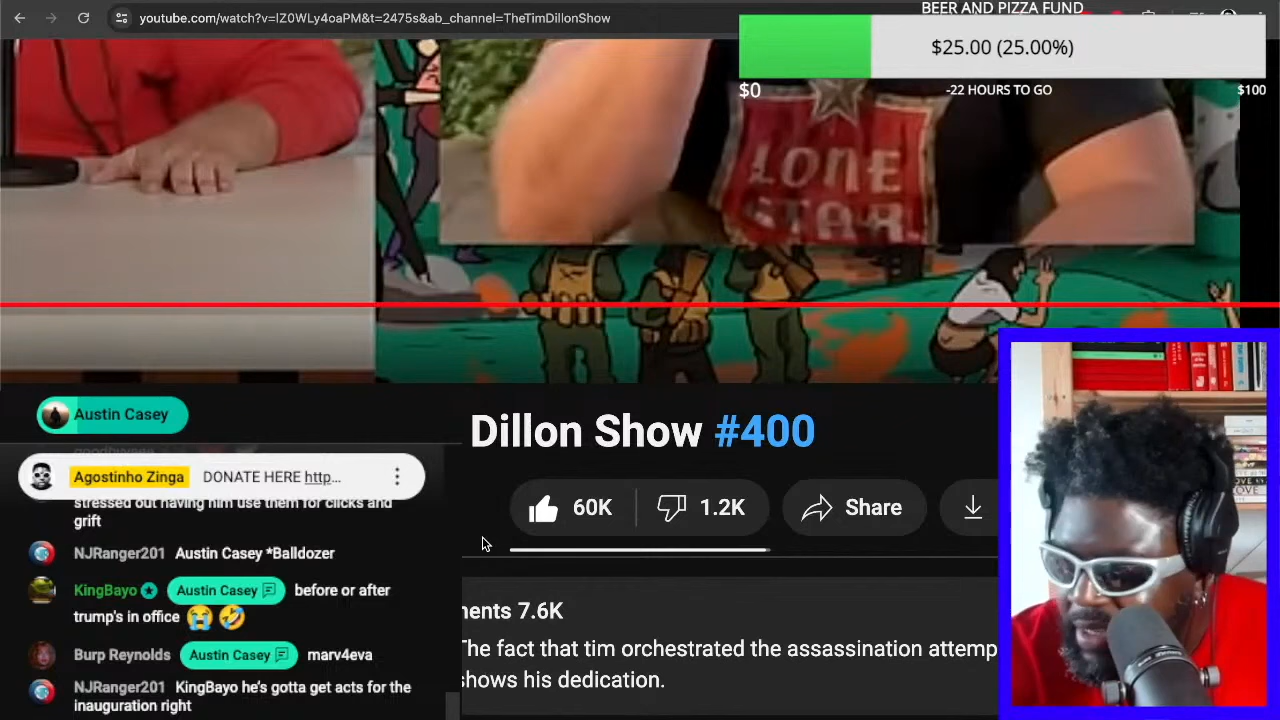 youtube.com/watch?v=IZ0WLy4oaPM&t=2475s&ab_channel=TheTimDillonShow
BEER AND PIZZA FUND
$25.00 (25.00%)
$0
-22 HOURS TO GO
$100
LONE
STAR
Austin Casey
Dillon Show #400
Agostinho Zinga DONATE HERE http...
stressed out having him use them for clicks and
grift
60K
1.2K
Share
NJRanger201 Austin Casey *Balldozer
KingBayo Austin Casey before or after
trump's in office 😭 🤣
Burp Reynolds Austin Casey marv4eva
NJRanger201 KingBayo he's gotta get acts for the
inauguration right
ments 7.6K
The fact that tim orchestrated the assassination attemp
shows his dedication.
LOVE